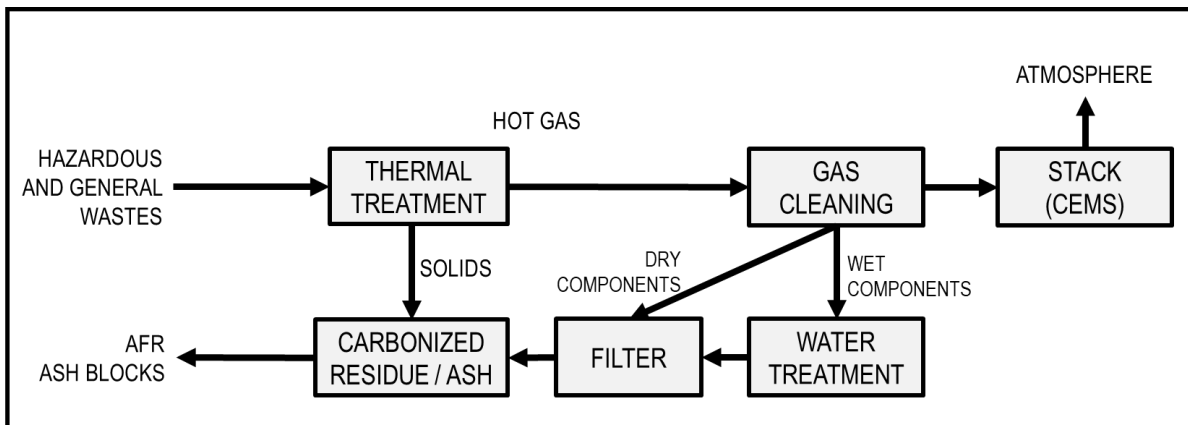 ATMOSPHERE
HOT GAS
HAZARDOUS
AND GENERAL
WASTES
THERMAL
TREATMENT
GAS
CLEANING
STACK
(CEMS)
SOLIDS
DRY
COMPONENTS
WET
COMPONENTS
AFR
ASH BLOCKS
CARBONIZED
RESIDUE / ASH
FILTER
WATER
TREATMENT